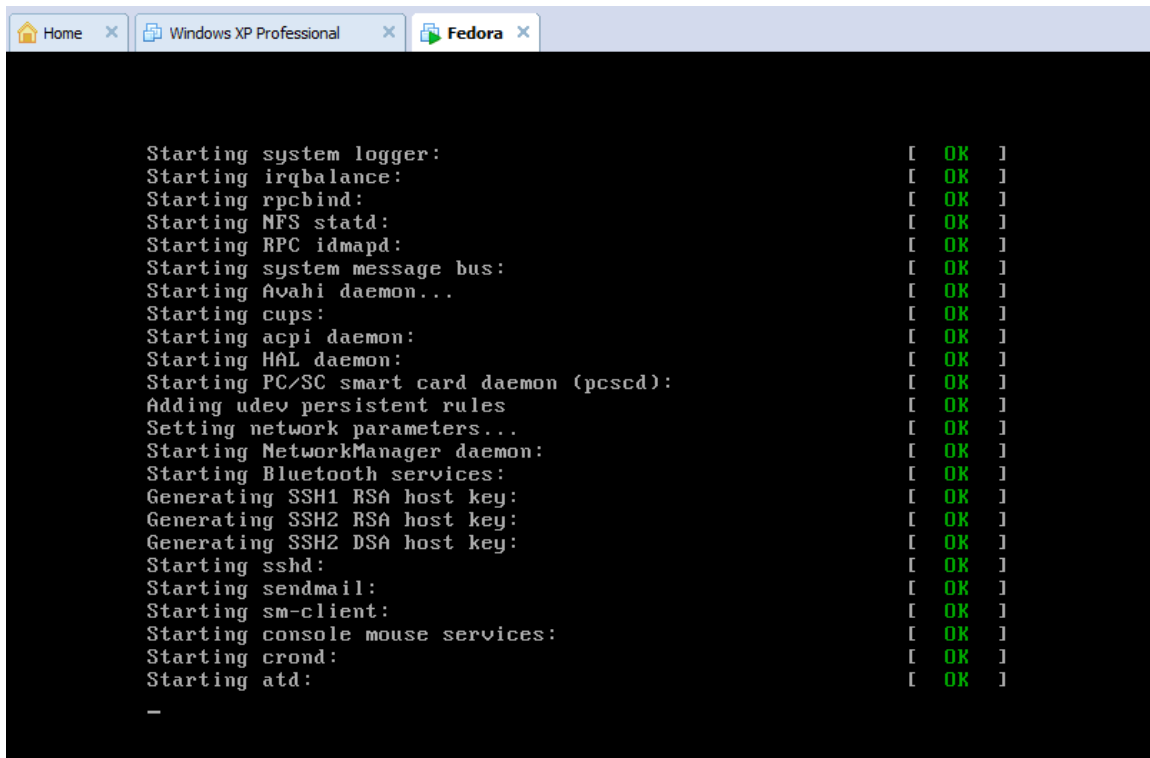 Home Windows XP Professional Fedora
Starting system logger: [ OK ]
Starting irqbalance: [ OK ]
Starting rpcbind: [ OK ]
Starting NFS statd: [ OK ]
Starting RPC idmapd: [ OK ]
Starting system message bus: [ OK ]
Starting Avahi daemon... [ OK ]
Starting cups: [ OK ]
Starting acpi daemon: [ OK ]
Starting HAL daemon: [ OK ]
Starting PC/SC smart card daemon (pcscd): [ OK ]
Adding udev persistent rules [ OK ]
Setting network parameters... [ OK ]
Starting NetworkManager daemon: [ OK ]
Starting Bluetooth services: [ OK ]
Generating SSH1 RSA host key: [ OK ]
Generating SSH2 RSA host key: [ OK ]
Generating SSH2 DSA host key: [ OK ]
Starting sshd: [ OK ]
Starting sendmail: [ OK ]
Starting sm-client: [ OK ]
Starting console mouse services: [ OK ]
Starting crond: [ OK ]
Starting atd: [ OK ]